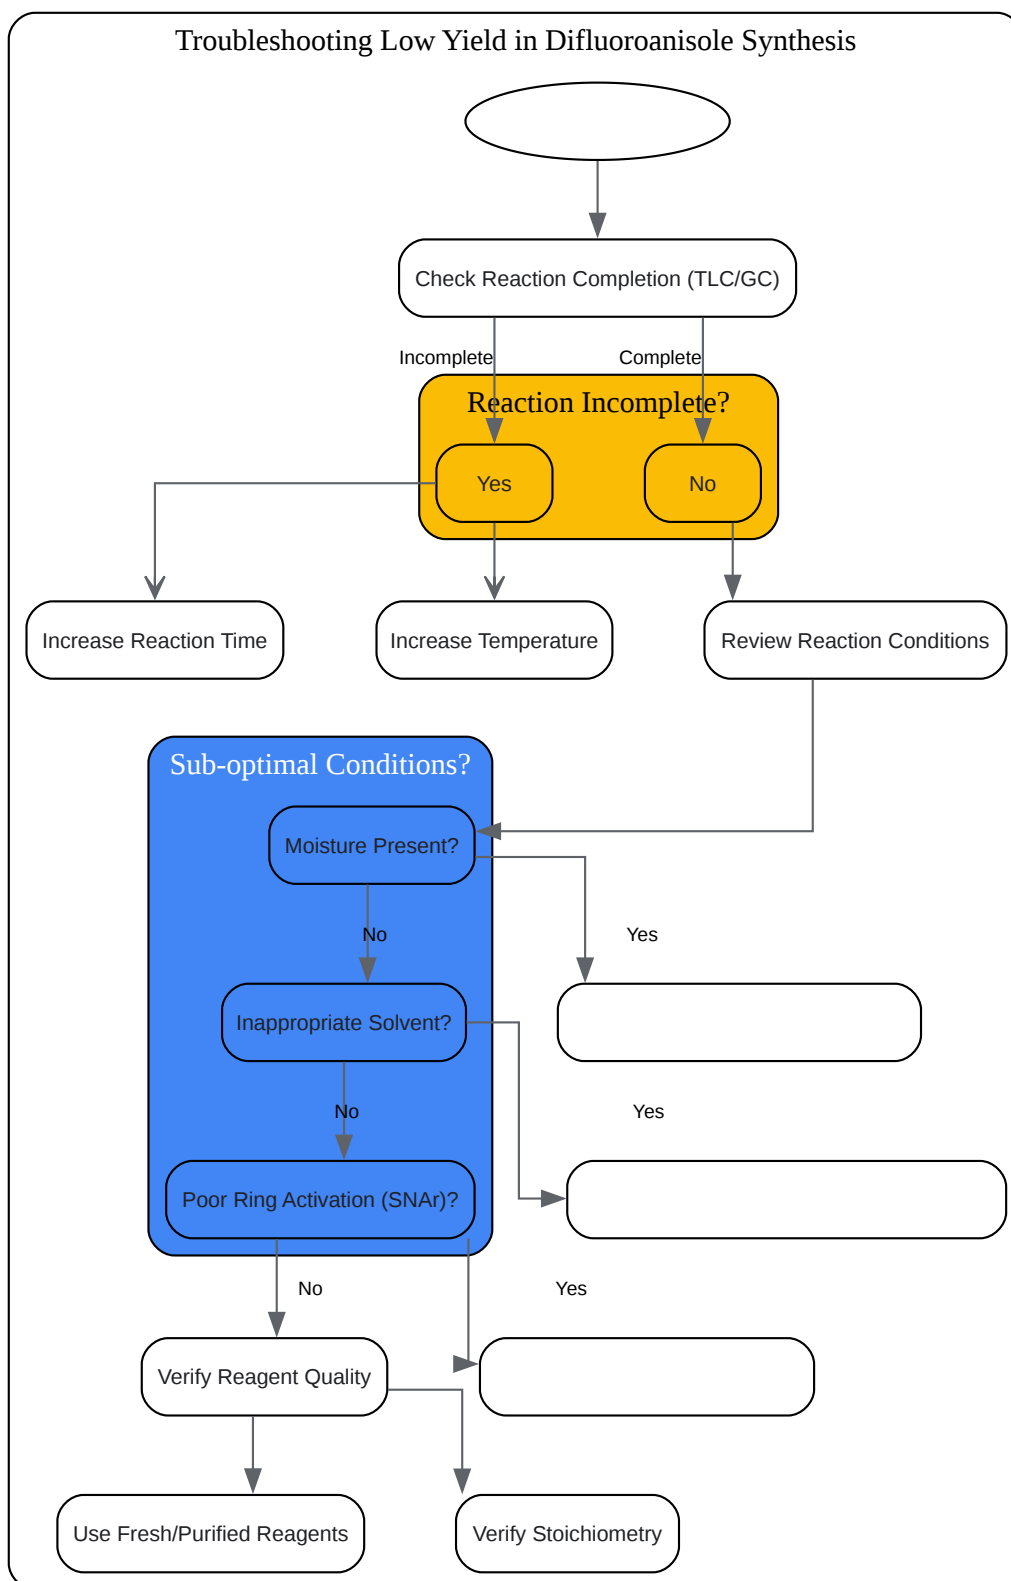 Troubleshooting Low Yield in Difluoroanisole Synthesis
Check Reaction Completion (TLC/GC)
Incomplete
Complete
Reaction Incomplete?
Yes
No
Increase Reaction Time
Increase Temperature
Review Reaction Conditions
Sub-optimal Conditions?
Moisture Present?
No
Yes
Inappropriate Solvent?
No
Yes
Poor Ring Activation (SNAr)?
No
Yes
Verify Reagent Quality
Use Fresh/Purified Reagents
Verify Stoichiometry